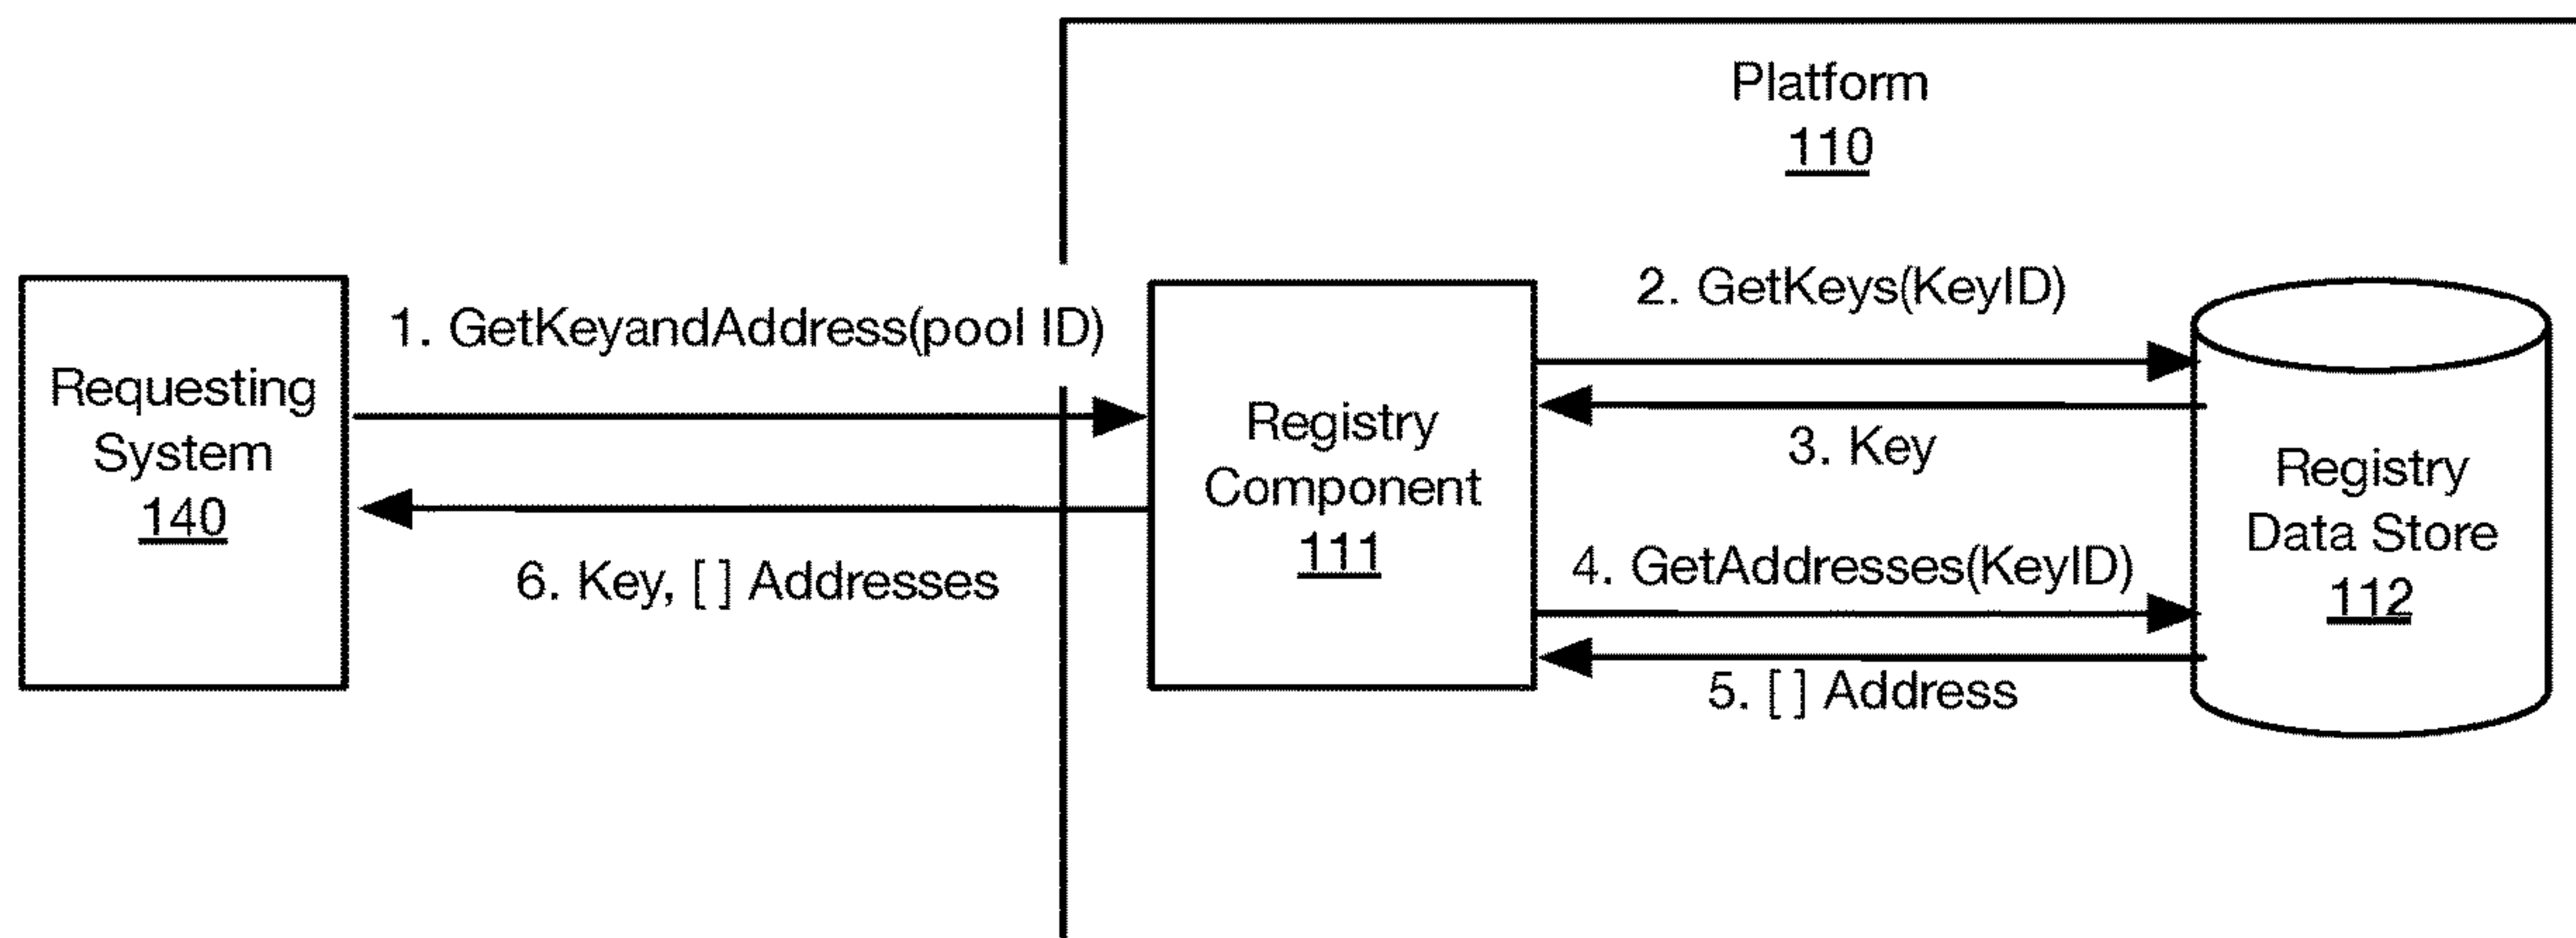 Platform
110
Requesting
System
140
1. GetKeyandAddress(pool ID)
6. Key, [ ] Addresses
Registry
Component
111
2. GetKeys(KeyID)
3. Key
4. GetAddresses(KeyID)
5. [ ] Address
Registry
Data Store
112